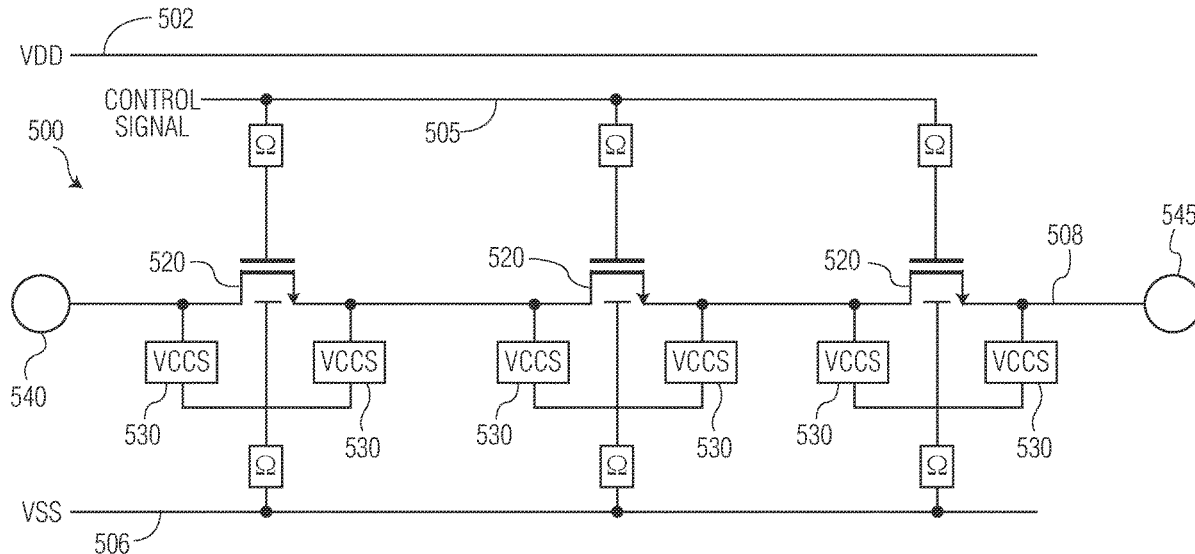 502
VDD
CONTROL
SIGNAL
505
500
Ω Ω Ω
545
520 520 520 508
540
VCCS VCCS VCCS VCCS VCCS VCCS
530 530 530 530 530 530
Ω Ω Ω
VSS
506